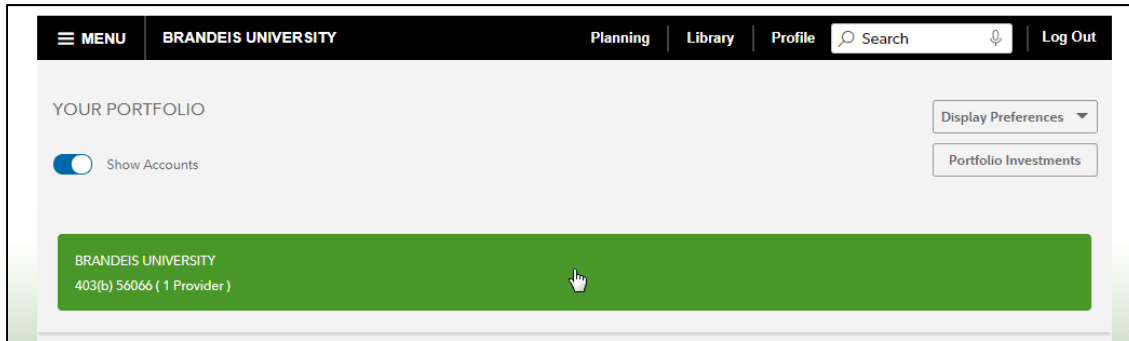 MENU BRANDEIS UNIVERSITY Planning Library Profile Search Log Out
YOUR PORTFOLIO
Display Preferences
Show Accounts
Portfolio Investments
BRANDEIS UNIVERSITY
403(b) 56066 ( 1 Provider )